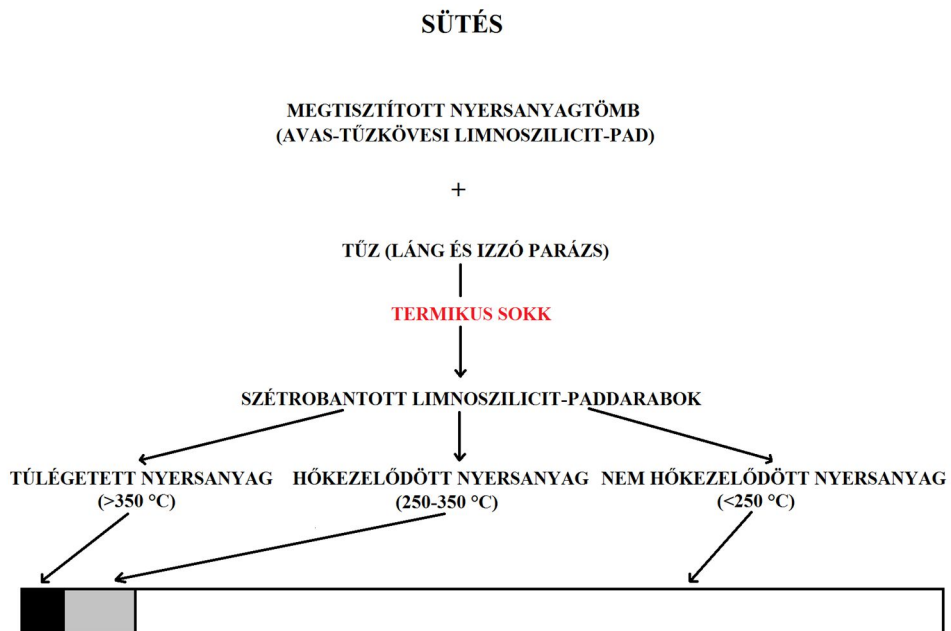 SÜTÉS
MEGTISZTÍTOTT NYERSANYAGTÖMB
(AVAS-TŰZKÖVESI LIMNOSZILICIT-PAD)
+
TŰZ (LÁNG ÉS IZZÓ PARÁZS)
TERMIKUS SOKK
SZÉTROBANTOTT LIMNOSZILICIT-PADDARABOK
TÚLÉGETETT NYERSANYAG
(>350 °C)
HŐKEZELŐDÖTT NYERSANYAG
(250-350 °C)
NEM HŐKEZELŐDÖTT NYERSANYAG
(<250 °C)